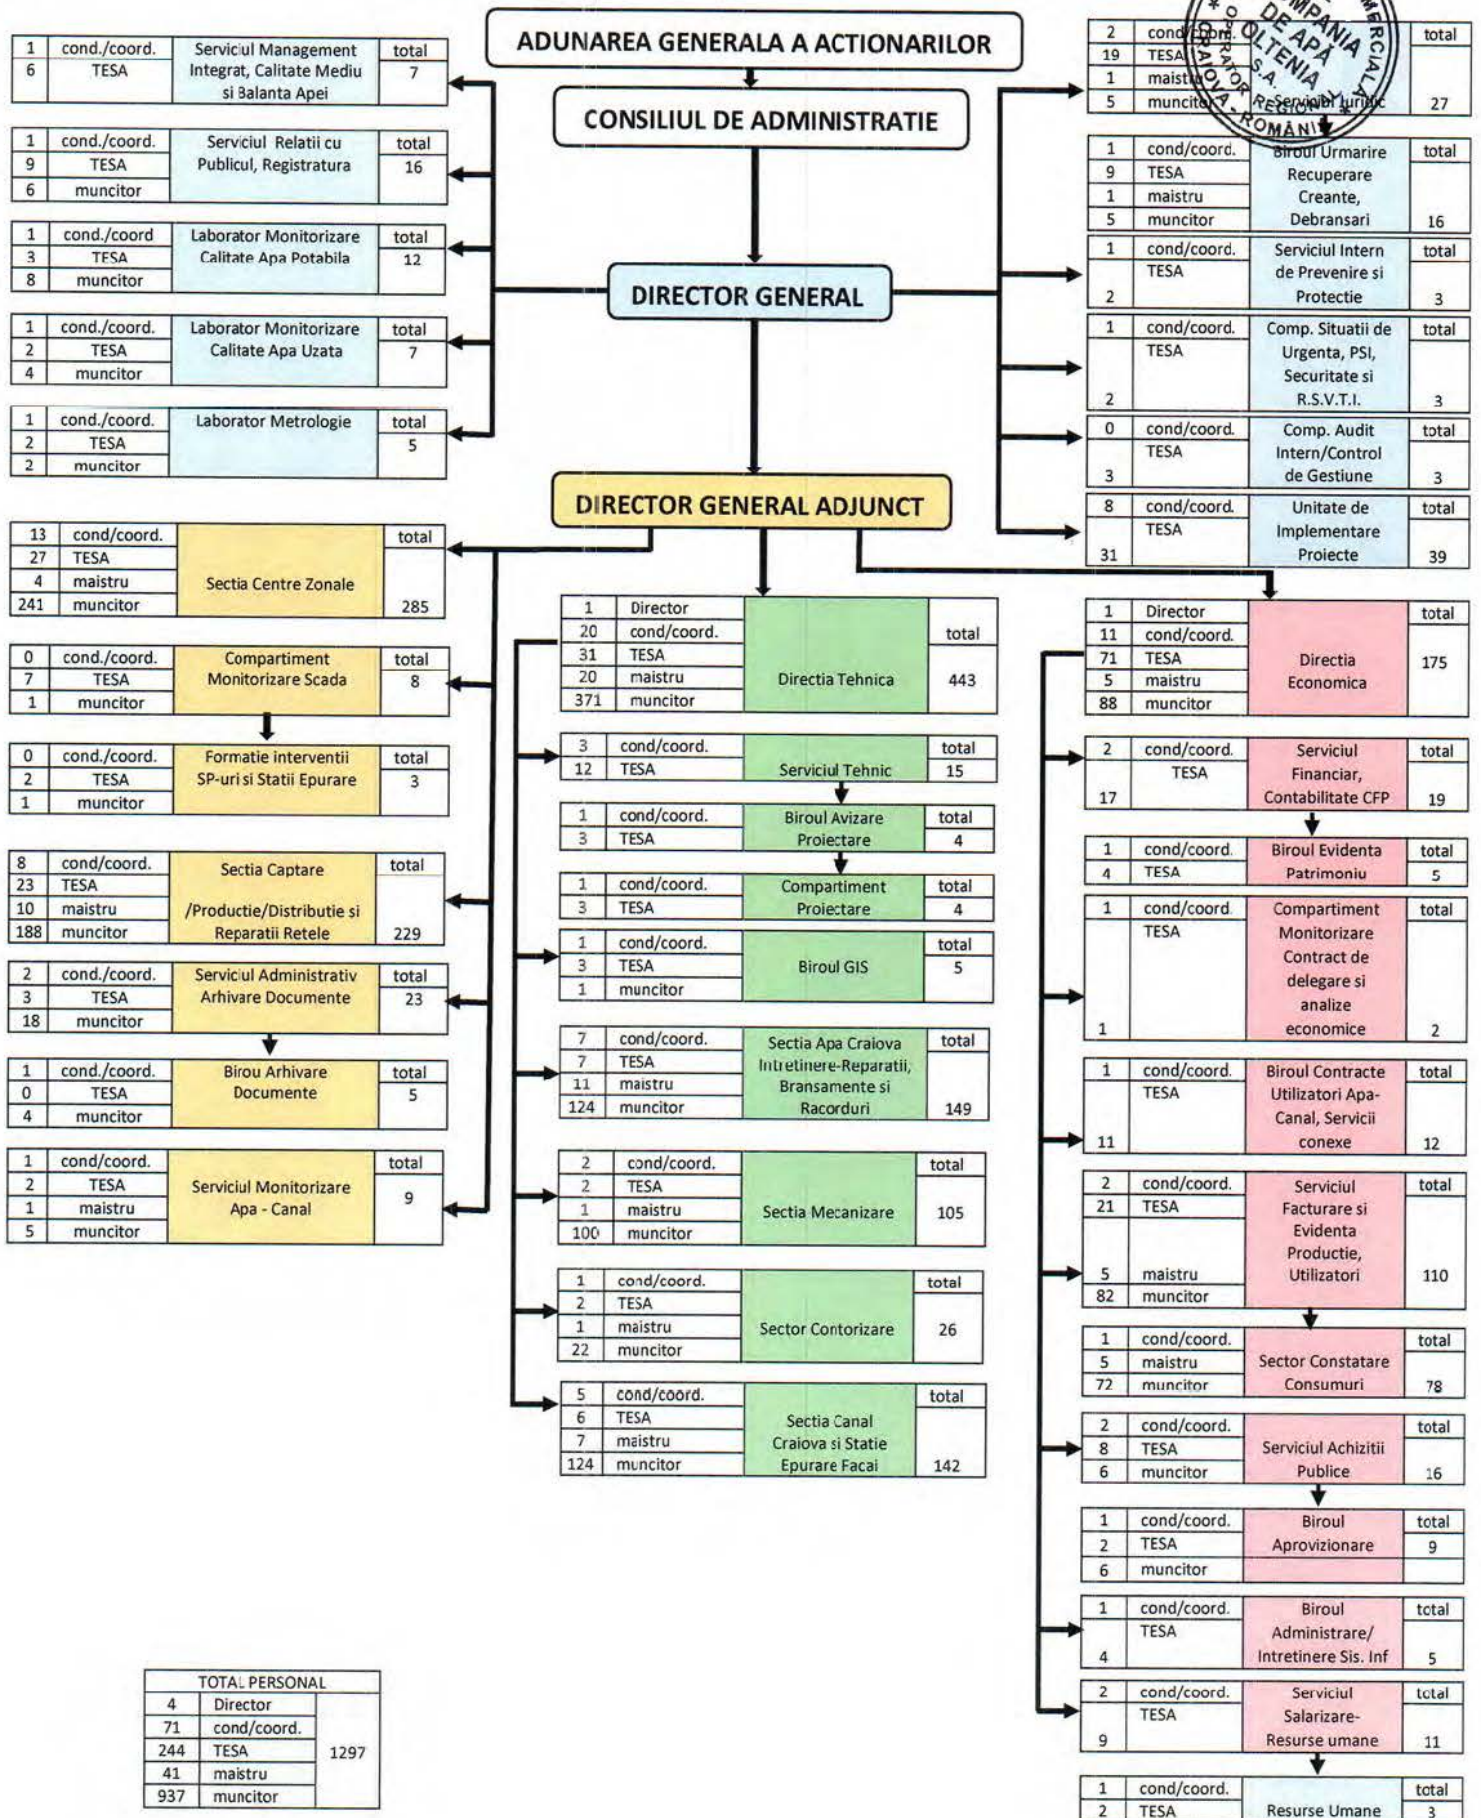 ADUNAREA GENERALA A ACTIONARILOR
CONSILIUL DE ADMINISTRATIE
DIRECTOR GENERAL
DIRECTOR GENERAL ADJUNCT
1 cond./coord. Serviciul Management total
6 TESA Integrat, Calitate Mediu 7
si Balanta Apei
1 cond./coord. Serviciul Relatii cu total
9 TESA Publicul, Registratura 16
6 muncitor
1 cond./coord Laborator Monitorizare total
3 TESA Calitate Apa Potabila 12
8 muncitor
1 cond./coord. Laborator Monitorizare total
2 TESA Calitate Apa Uzata 7
4 muncitor
1 cond./coord. Laborator Metrologie total
2 TESA 5
2 muncitor
2 total
19 TESA
1 maistru
5 muncitor Serviciul Juridic 27
COMPANIA
DE APA
OLTENIA
S.A.
OPERATOR REGIONAL
CRAIOVA - ROMÂNIA
1 cond/coord. Biroul Urmarire total
9 TESA Recuperare
1 maistru Creante,
5 muncitor Debransari 16
1 cond/coord. Serviciul Intern total
TESA de Prevenire si
2 Protectie 3
1 cond/coord. Comp. Situatii de total
TESA Urgenta, PSI,
Securitate si
2 R.S.V.T.I. 3
0 cond/coord. Comp. Audit total
TESA Intern/Control
3 de Gestiune 3
8 cond/coord. Unitate de total
TESA Implementare
31 Proiecte 39
13 cond/coord. total
27 TESA
4 maistru Sectia Centre Zonale
241 muncitor 285
0 cond./coord. Compartiment total
7 TESA Monitorizare Scada 8
1 muncitor
0 cond./coord. Formatie interventii total
2 TESA SP-uri si Statii Epurare 3
1 muncitor
8 cond/coord. Sectia Captare total
23 TESA
10 maistru /Productie/Distributie si
188 muncitor Reparatii Retele 229
2 cond./coord. Serviciul Administrativ total
3 TESA Arhivare Documente 23
18 muncitor
1 cond./coord. Birou Arhivare total
0 TESA Documente 5
4 muncitor
1 cond/coord. total
2 TESA Serviciul Monitorizare 9
1 maistru Apa - Canal
5 muncitor
1 Director
20 cond/coord. total
31 TESA
20 maistru Directia Tehnica 443
371 muncitor
3 cond/coord. total
12 TESA Serviciul Tehnic 15
1 cond/coord. Biroul Avizare total
3 TESA Proiectare 4
1 cond/coord. Compartiment total
3 TESA Proiectare 4
1 cond/coord. total
3 TESA Biroul GIS 5
1 muncitor
7 cond/coord. Sectia Apa Craiova total
7 TESA Intretinere-Reparatii,
11 maistru Bransamente si
124 muncitor Racorduri 149
2 cond/coord. total
2 TESA
1 maistru Sectia Mecanizare 105
100 muncitor
1 cond/coord. total
2 TESA
1 maistru Sector Contorizare 26
22 muncitor
5 cond/coord. total
6 TESA Sectia Canal
7 maistru Craiova si Statie
124 muncitor Epurare Facai 142
1 Director total
11 cond/coord.
71 TESA Directia 175
5 maistru Economica
88 muncitor
2 cond/coord. Serviciul total
TESA Financiar,
17 Contabilitate CFP 19
1 cond/coord. Biroul Evidenta total
4 TESA Patrimoniu 5
1 cond/coord. Compartiment total
TESA Monitorizare
Contract de
delegare si
analize
1 economice 2
1 cond/coord. Biroul Contracte total
TESA Utilizatori Apa-
Canal, Servicii
11 conexe 12
2 cond/coord. Serviciul total
21 TESA Facturare si
Evidenta
Productie,
5 maistru Utilizatori 110
82 muncitor
1 cond/coord. total
5 maistru Sector Constatare
72 muncitor Consumuri 78
2 cond/coord. total
8 TESA Serviciul Achizitii
6 muncitor Publice 16
1 cond/coord. Biroul total
2 TESA Aprovizionare 9
6 muncitor
1 cond/coord. Biroul total
TESA Administrare/
4 Intretinere Sis. Inf 5
2 cond/coord. Serviciul total
TESA Salarizare-
9 Resurse umane 11
1 cond/coord. total
2 TESA Resurse Umane 3
TOTAL PERSONAL
4 Director
71 cond/coord.
244 TESA 1297
41 maistru
937 muncitor